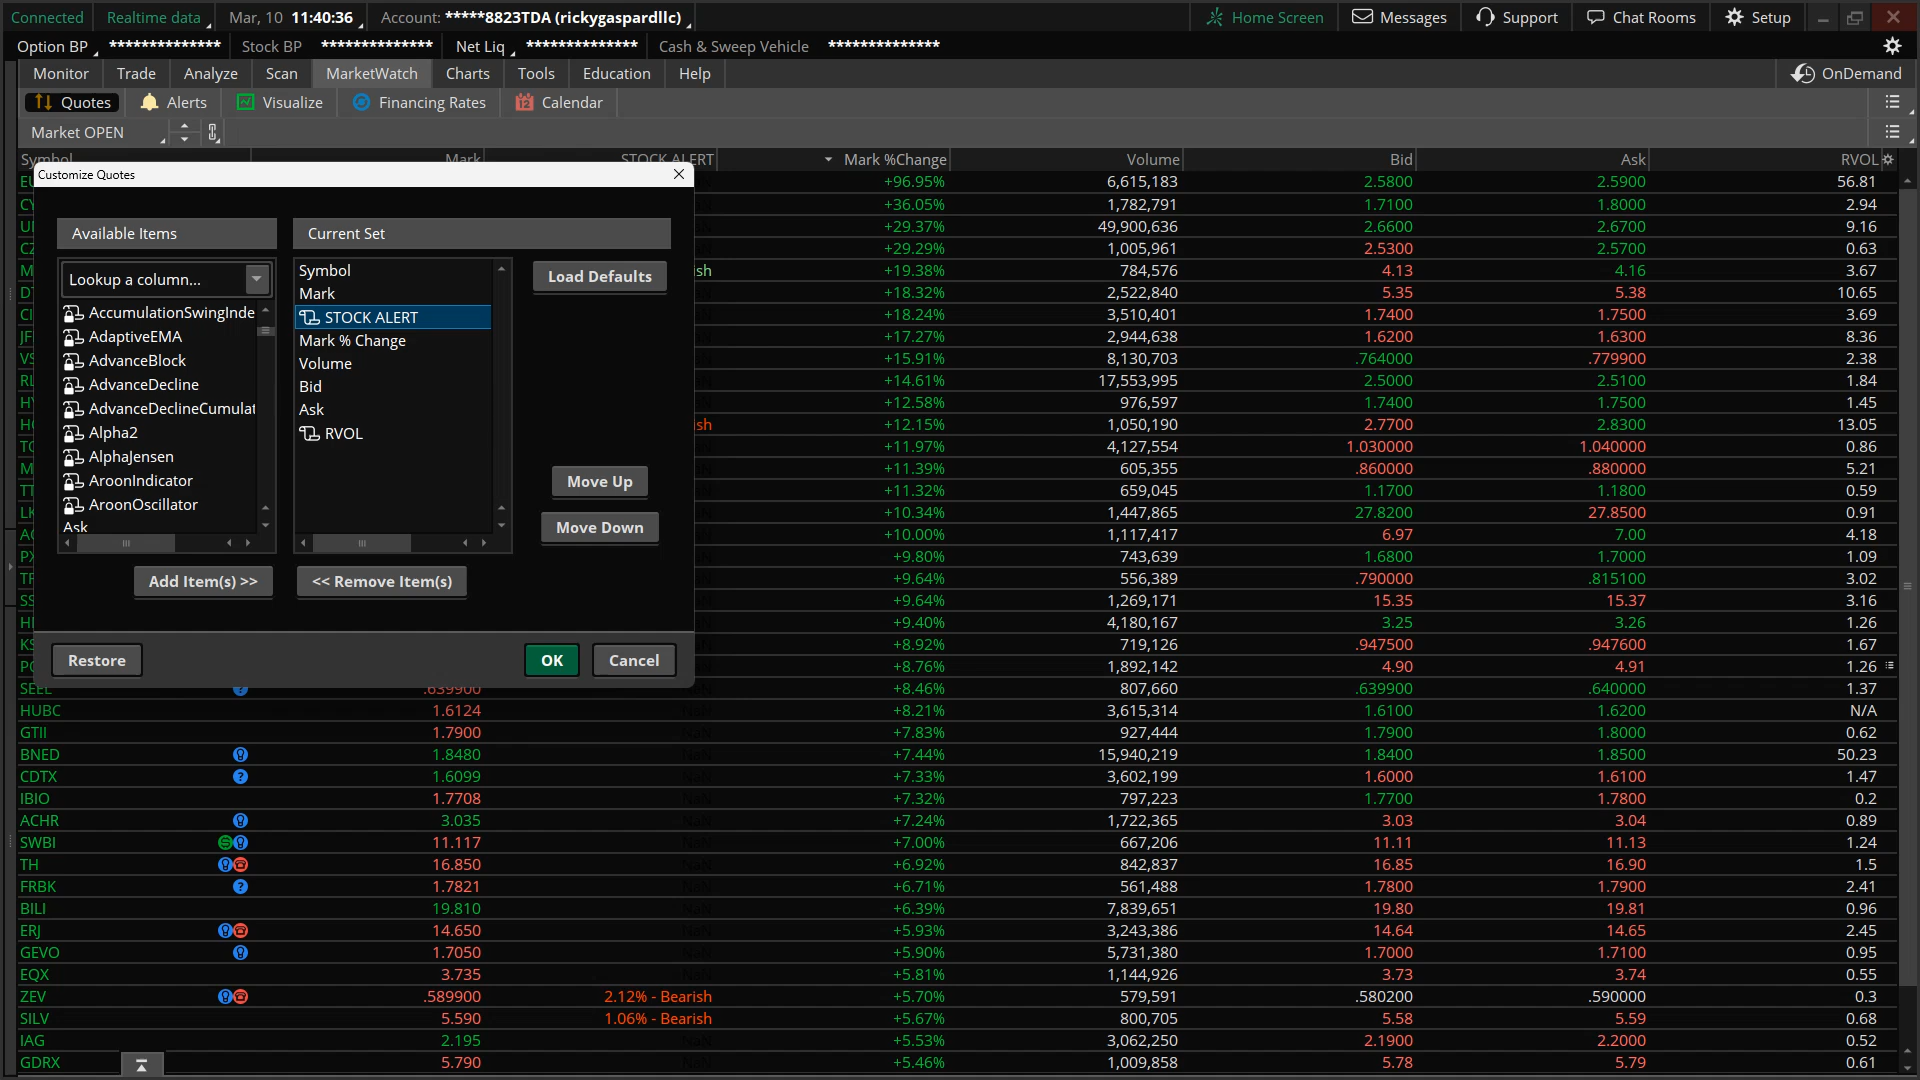 Connected Realtime data Mar, 10 11:40:36 Account: *****8823TDA (rickygaspardllc) Home Screen Messages Support Chat Rooms Setup
Option BP ************** Stock BP ************** Net Liq ************** Cash & Sweep Vehicle **************
Monitor Trade Analyze Scan MarketWatch Charts Tools Education Help OnDemand
Quotes Alerts Visualize Financing Rates 12 Calendar
Market OPEN
Symbol Mark STOCK ALERT Mark %Change Volume Bid Ask RVOL
Customize Quotes
Available Items Current Set
Lookup a column...
AccumulationSwingInde
AdaptiveEMA
AdvanceBlock
AdvanceDecline
AdvanceDeclineCumulat
Alpha2
AlphaJensen
AroonIndicator
AroonOscillator
Ask
Symbol
Mark
STOCK ALERT
Mark % Change
Volume
Bid
Ask
RVOL
Load Defaults
Move Up
Move Down
Add Item(s) >> << Remove Item(s)
Restore OK Cancel
+96.95% 6,615,183 2.5800 2.5900 56.81
+36.05% 1,782,791 1.7100 1.8000 2.94
+29.37% 49,900,636 2.6600 2.6700 9.16
+29.29% 1,005,961 2.5300 2.5700 0.63
ish +19.38% 784,576 4.13 4.16 3.67
+18.32% 2,522,840 5.35 5.38 10.65
+18.24% 3,510,401 1.7400 1.7500 3.69
+17.27% 2,944,638 1.6200 1.6300 8.36
+15.91% 8,130,703 .764000 .779900 2.38
+14.61% 17,553,995 2.5000 2.5100 1.84
+12.58% 976,597 1.7400 1.7500 1.45
ish +12.15% 1,050,190 2.7700 2.8300 13.05
+11.97% 4,127,554 1.030000 1.040000 0.86
+11.39% 605,355 .860000 .880000 5.21
+11.32% 659,045 1.1700 1.1800 0.59
+10.34% 1,447,865 27.8200 27.8500 0.91
+10.00% 1,117,417 6.97 7.00 4.18
+9.80% 743,639 1.6800 1.7000 1.09
+9.64% 556,389 .790000 .815100 3.02
+9.64% 1,269,171 15.35 15.37 3.16
+9.40% 4,180,167 3.25 3.26 1.26
+8.92% 719,126 .947500 .947600 1.67
+8.76% 1,892,142 4.90 4.91 1.26
SEEL .639900 NaN +8.46% 807,660 .639900 .640000 1.37
HUBC 1.6124 NaN +8.21% 3,615,314 1.6100 1.6200 N/A
GTII 1.7900 NaN +7.83% 927,444 1.7900 1.8000 0.62
BNED 1.8480 NaN +7.44% 15,940,219 1.8400 1.8500 50.23
CDTX 1.6099 NaN +7.33% 3,602,199 1.6000 1.6100 1.47
IBIO 1.7708 NaN +7.32% 797,223 1.7700 1.7800 0.2
ACHR 3.035 NaN +7.24% 1,722,365 3.03 3.04 0.89
SWBI 11.117 NaN +7.00% 667,206 11.11 11.13 1.24
TH 16.850 NaN +6.92% 842,837 16.85 16.90 1.5
FRBK 1.7821 NaN +6.71% 561,488 1.7800 1.7900 2.41
BILI 19.810 NaN +6.39% 7,839,651 19.80 19.81 0.96
ERJ 14.650 NaN +5.93% 3,243,386 14.64 14.65 2.45
GEVO 1.7050 NaN +5.90% 5,731,380 1.7000 1.7100 0.95
EQX 3.735 NaN +5.81% 1,144,926 3.73 3.74 0.55
ZEV .589900 2.12% - Bearish +5.70% 579,591 .580200 .590000 0.3
SILV 5.590 1.06% - Bearish +5.67% 800,705 5.58 5.59 0.68
IAG 2.195 NaN +5.53% 3,062,250 2.1900 2.2000 0.52
GDRX 5.790 NaN +5.46% 1,009,858 5.78 5.79 0.61